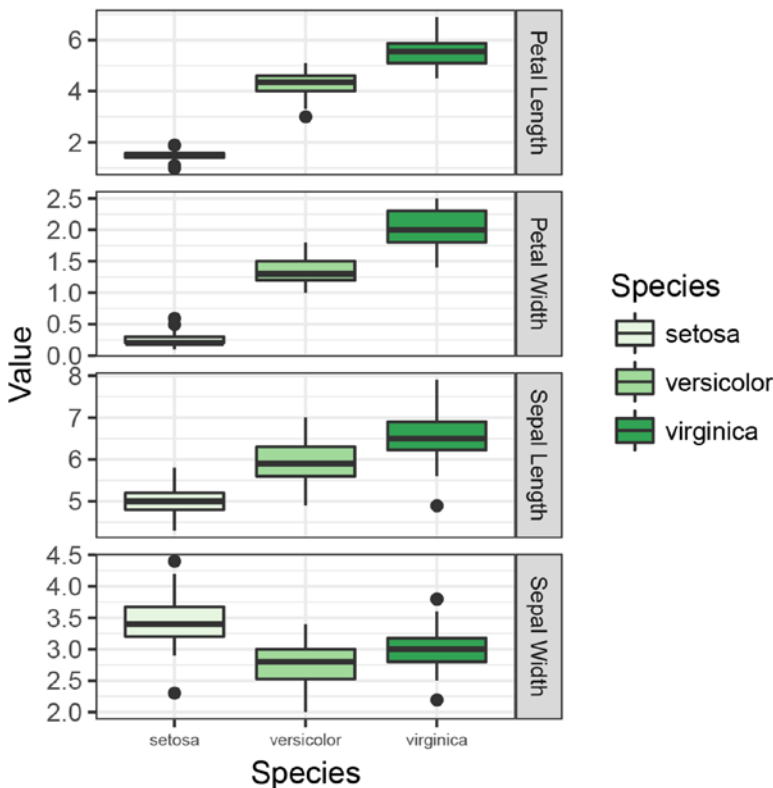 Value
6
4
2
Petal Length
2.5
2.0
1.5
1.0
0.5
0.0
Petal Width
8
7
6
5
Sepal Length
4.5
4.0
3.5
3.0
2.5
2.0
Sepal Width
setosa
versicolor
virginica
Species
Species
setosa
versicolor
virginica